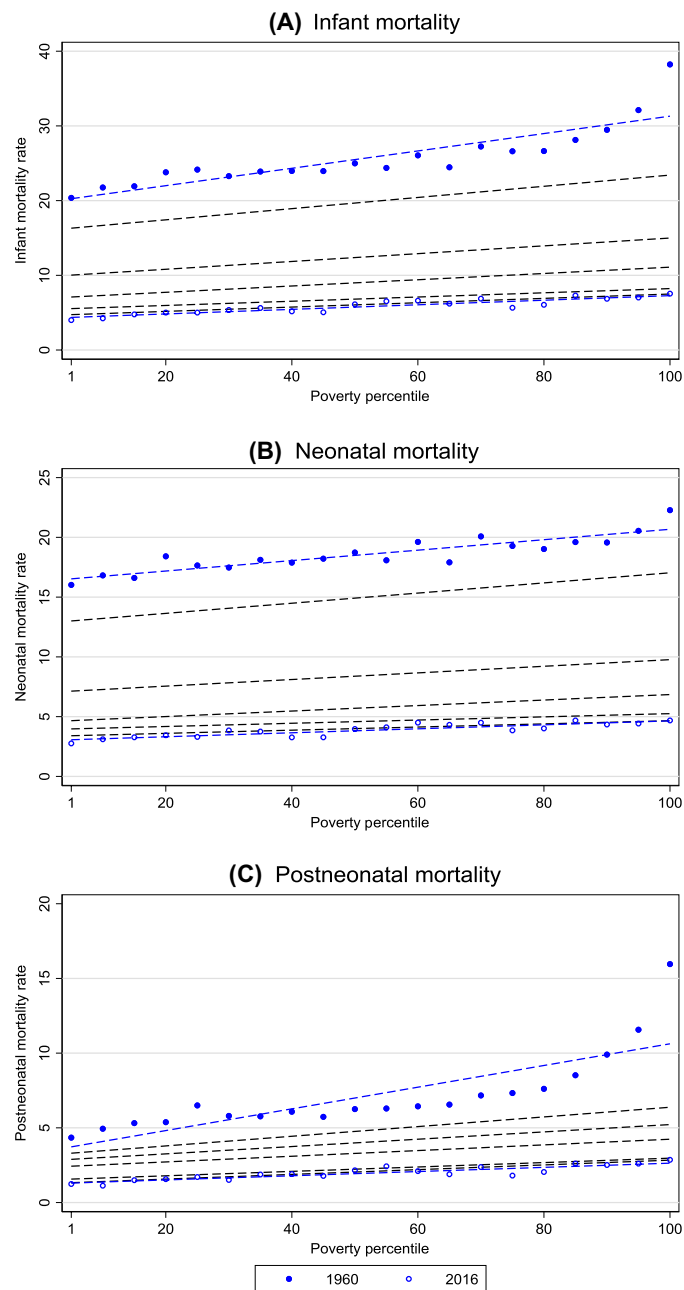 (A) Infant mortality
40
30
20
10
0
Infant mortality rate
1 20 40 60 80 100
Poverty percentile
(B) Neonatal mortality
25
20
15
10
5
0
Neonatal mortality rate
1 20 40 60 80 100
Poverty percentile
(C) Postneonatal mortality
20
15
10
5
0
Postneonatal mortality rate
1 20 40 60 80 100
Poverty percentile
1960 2016